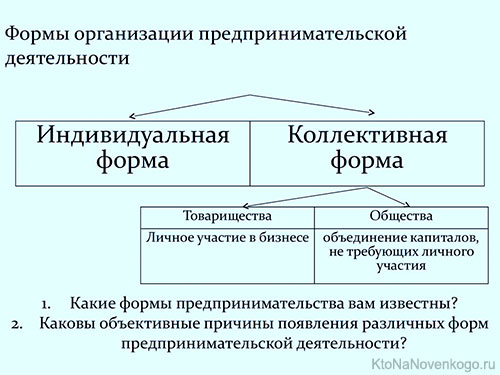 Формы организации предпринимательской
деятельности
Индивидуальная
форма
Коллективная
форма
Товарищества
Общества
Личное участие в бизнесе
объединение капиталов,
не требующих личного
участия
1. Какие формы предпринимательства вам известны?
2. Каковы объективные причины появления различных форм
предпринимательской деятельности?
KtoNaNovenkogo.ru